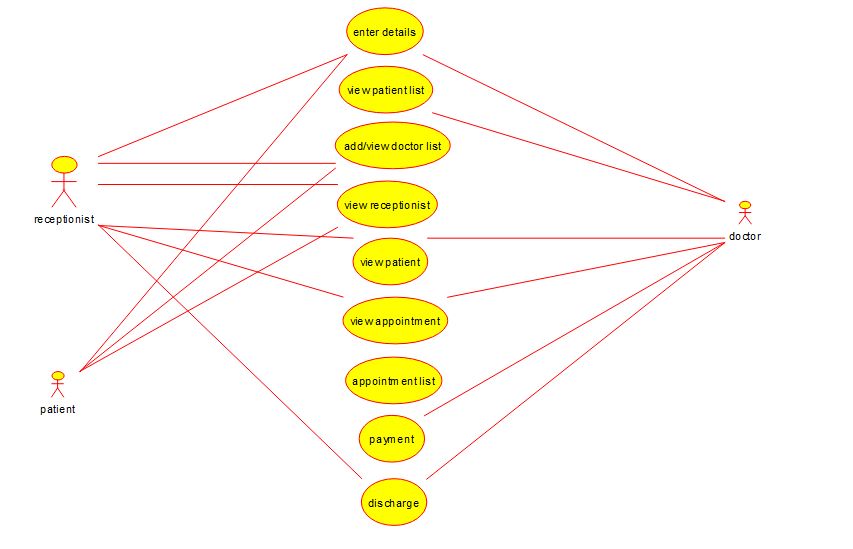 enter details
view patient list
add/view doctor list
receptionist
view receptionist
doctor
view patient
view appointment
appointment list
patient
payment
discharge